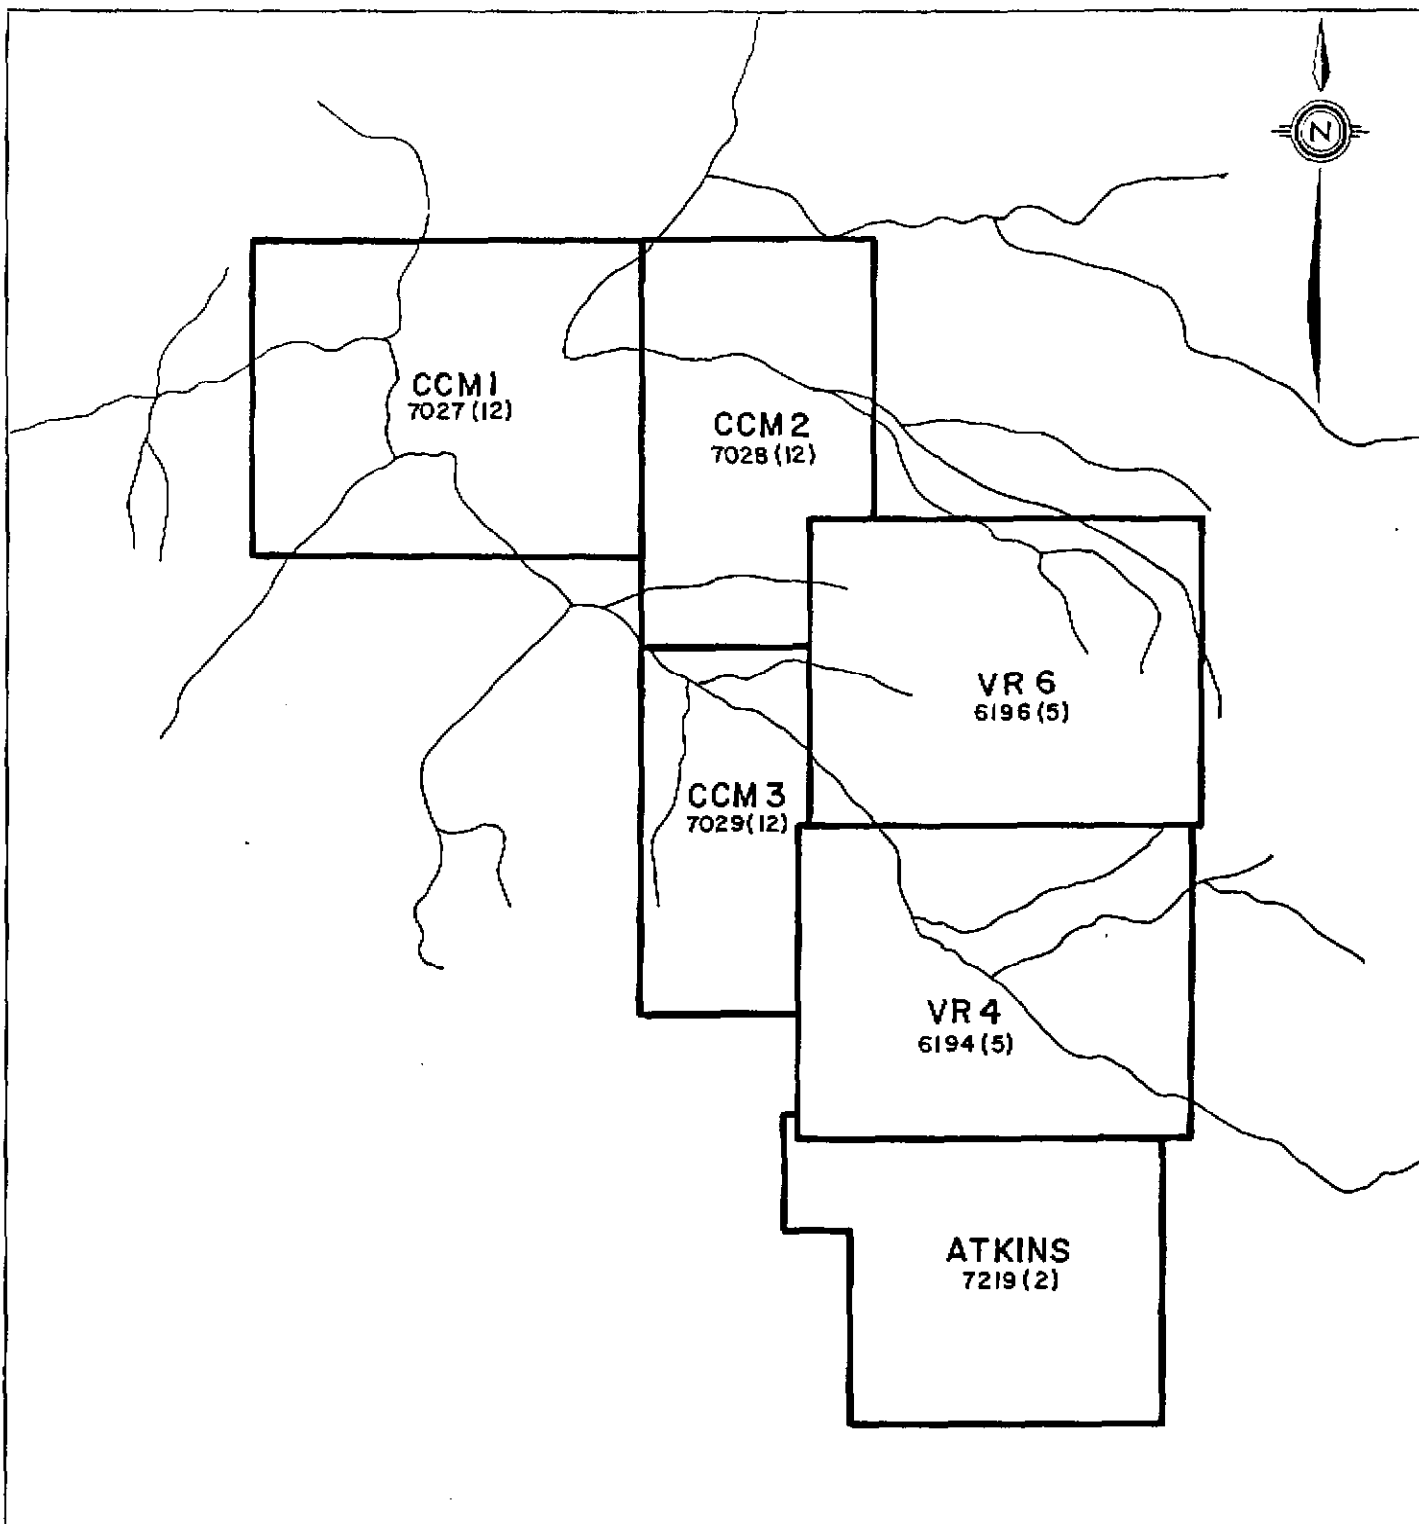 N
CCM 1
7027 (12)
CCM 2
7028 (12)
VR 6
6196 (5)
CCM 3
7029 (12)
VR 4
6194 (5)
ATKINS
7219 (2)